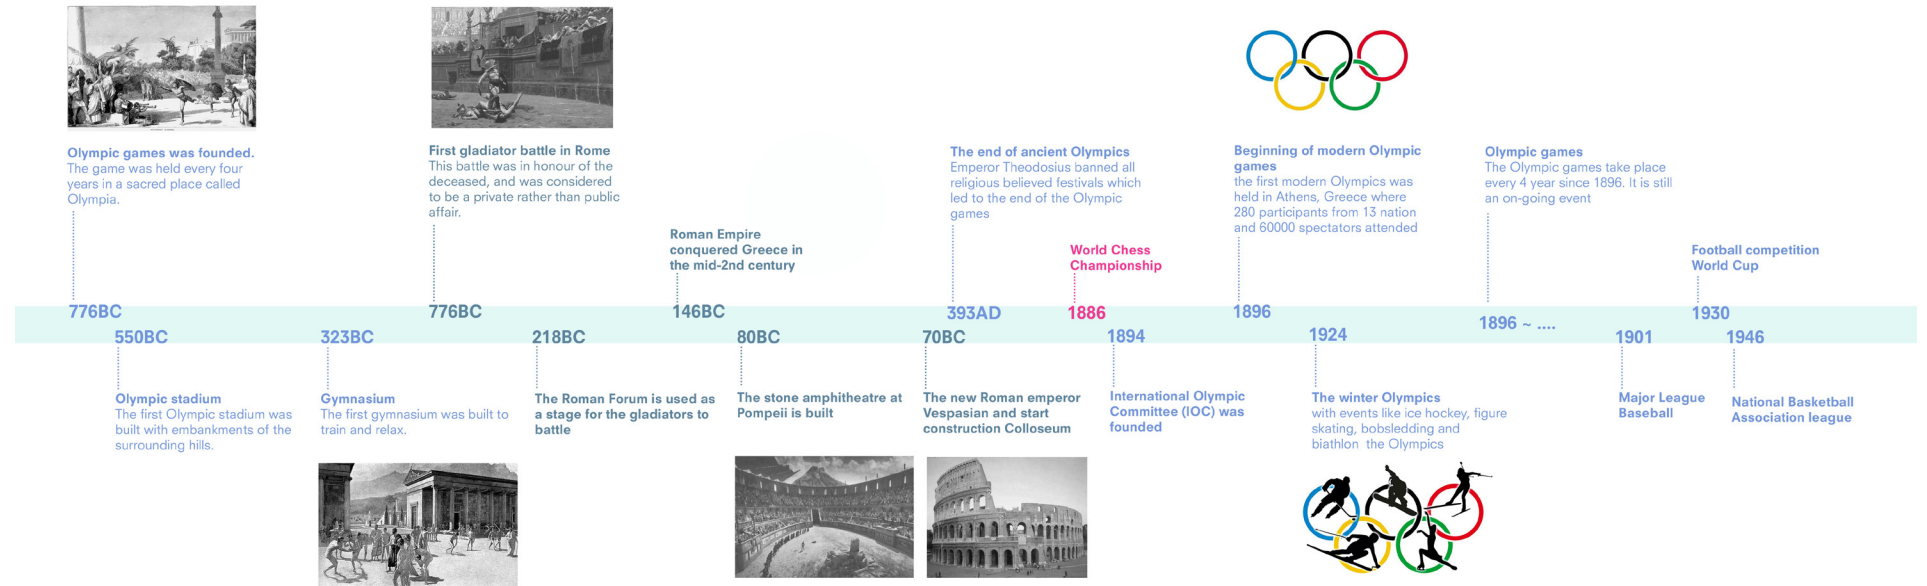 Olympic games was founded.
The game was held every four
years in a sacred place called
Olympia.
First gladiator battle in Rome
This battle was in honour of the
deceased, and was considered
to be a private rather than public
affair.
Roman Empire
conquered Greece in
the mid-2nd century
The end of ancient Olympics
Emperor Theodosius banned all
religious believed festivals which
led to the end of the Olympic
games
World Chess
Championship
Beginning of modern Olympic
games
the first modern Olympics was
held in Athens, Greece where
280 participants from 13 nation
and 60000 spectators attended
Olympic games
The Olympic games take place
every 4 year since 1896. It is still
an on-going event
Football competition
World Cup
776BC
776BC
146BC
393AD
1886
1896
1896 ~ ....
1930
550BC
323BC
218BC
80BC
70BC
1894
1924
1901
1946
Olympic stadium
The first Olympic stadium was
built with embankments of the
surrounding hills.
Gymnasium
The first gymnasium was built to
train and relax.
The Roman Forum is used as
a stage for the gladiators to
battle
The stone amphitheatre at
Pompeii is built
The new Roman emperor
Vespasian and start
construction Colloseum
International Olympic
Committee (IOC) was
founded
The winter Olympics
with events like ice hockey, figure
skating, bobsledding and
biathlon  the Olympics
Major League
Baseball
National Basketball
Association league